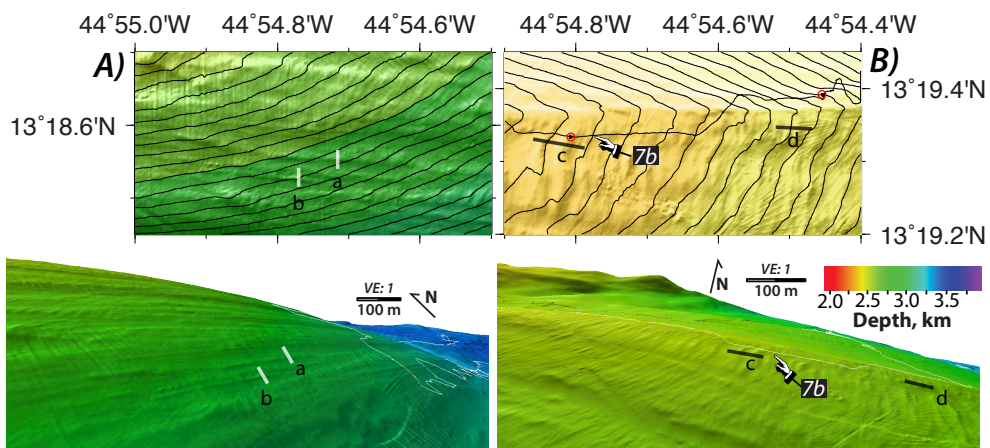 44˚55.0'W 44˚54.8' 44˚54.6' 44˚54.8' 44˚54.6' 44˚54.4'
A) B)
13˚19.4'
13˚18.6'
a
b
c
7b
d
13˚19.2'
VE: 1
100 m
N
a
b
N
VE: 1
100 m
2.0 2.5 3.0 3.5
Depth, km
c
7b
d